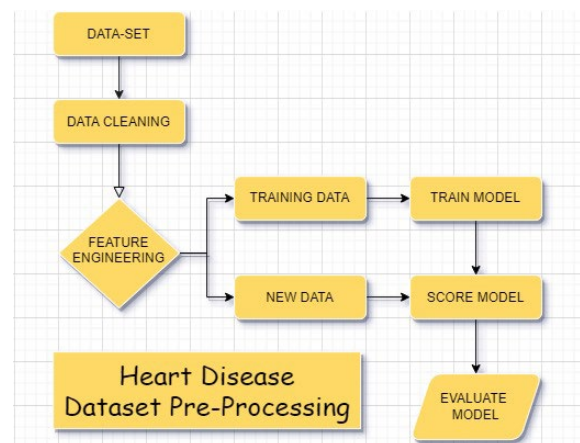 DATA-SET
DATA CLEANING
FEATURE
ENGINEERING
TRAINING DATA
TRAIN MODEL
NEW DATA
SCORE MODEL
EVALUATE
MODEL
Heart Disease
Dataset Pre-Processing